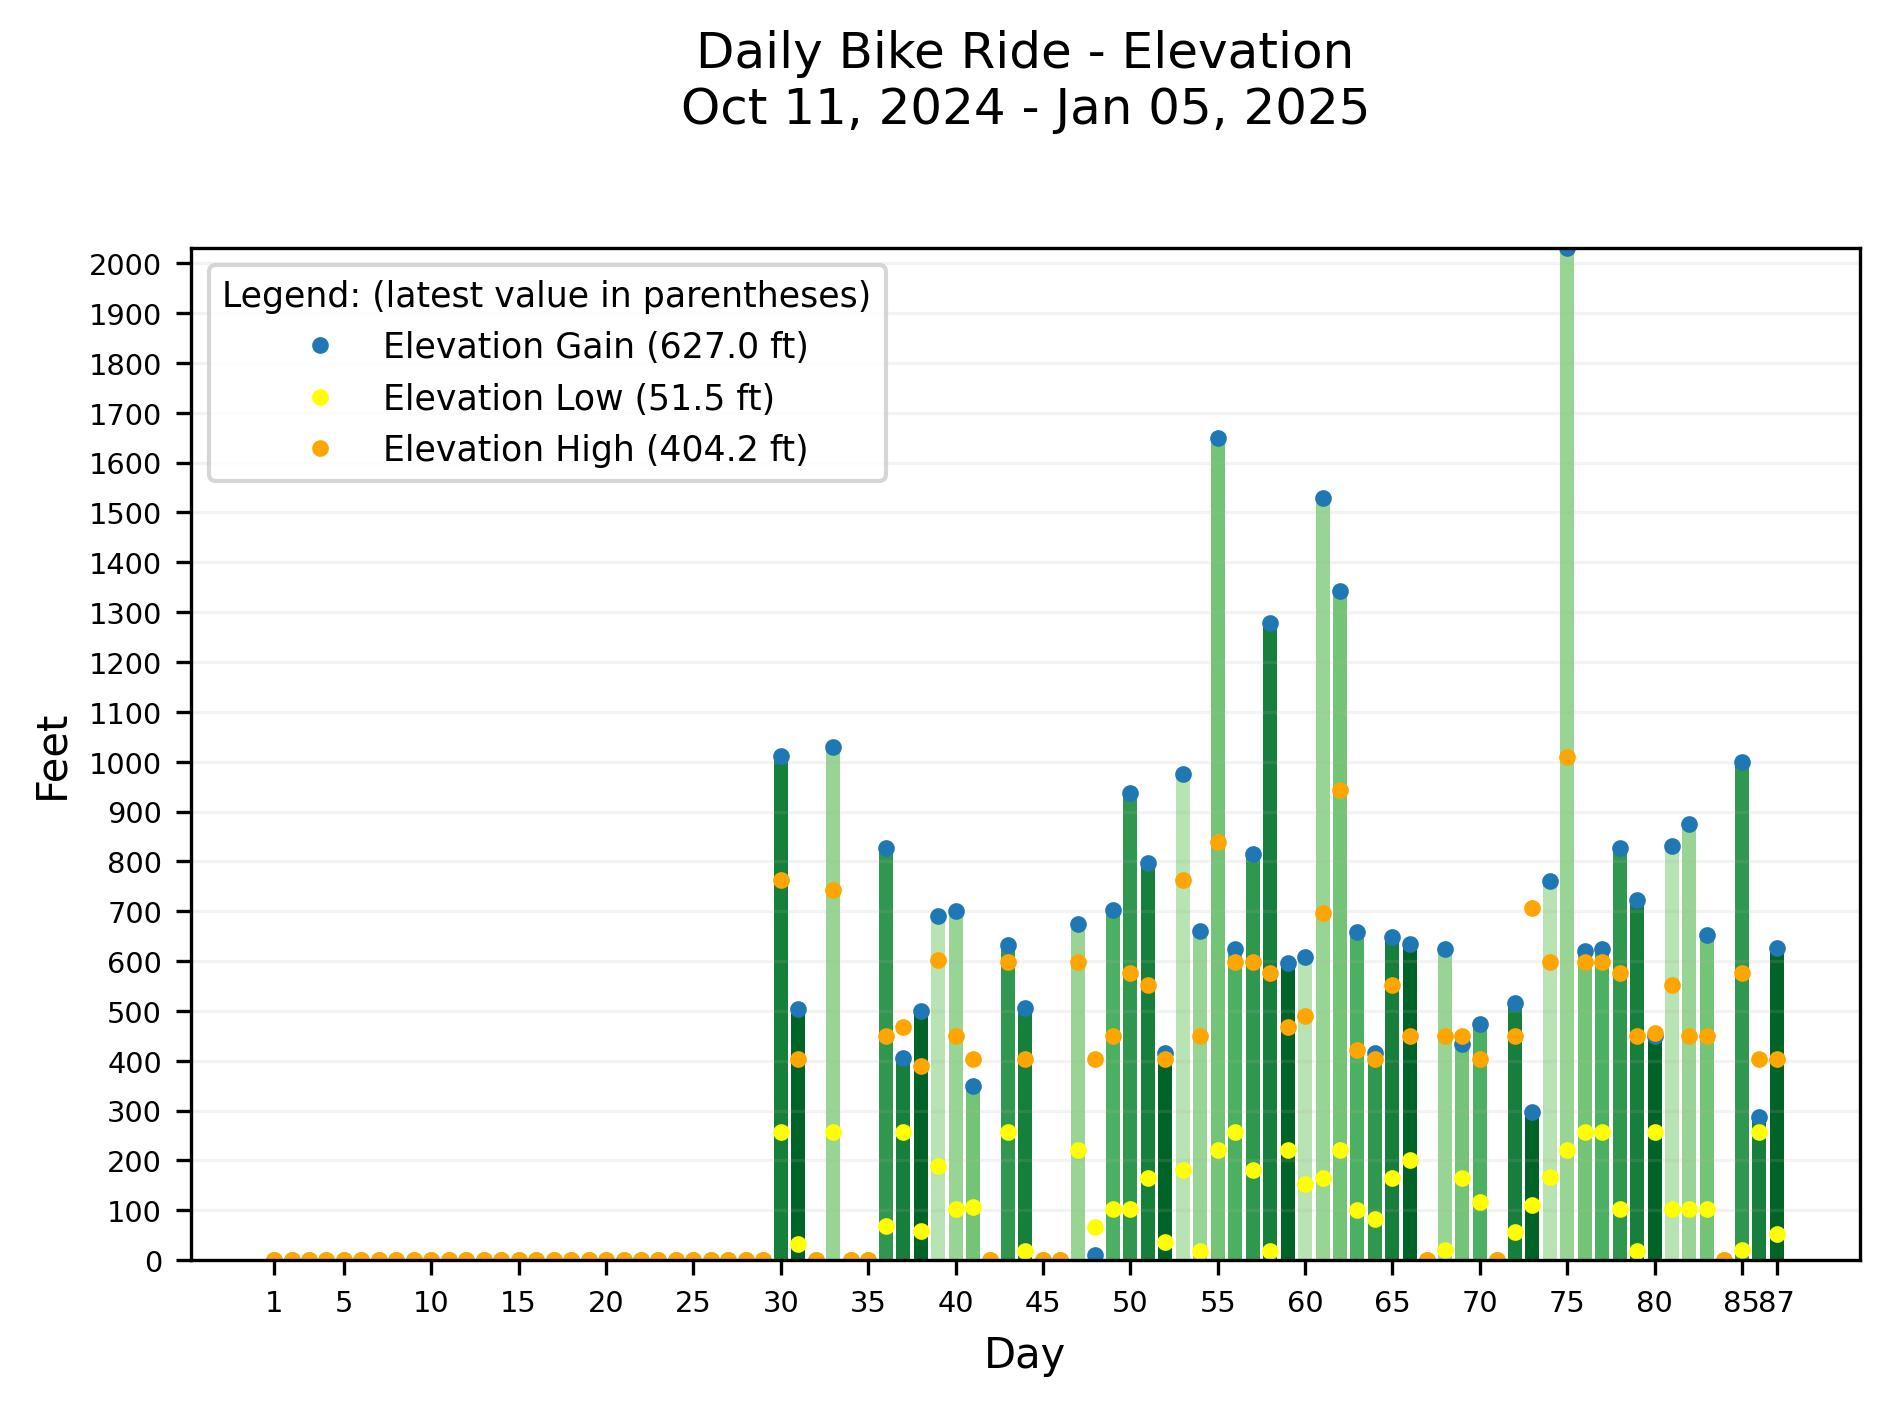 Daily Bike Ride - Elevation
Oct 11, 2024 - Jan 05, 2025
Legend: (latest value in parentheses)
Elevation Gain (627.0 ft)
Elevation Low (51.5 ft)
Elevation High (404.2 ft)
Feet
2000
1900
1800
1700
1600
1500
1400
1300
1200
1100
1000
900
800
700
600
500
400
300
200
100
0
1 5 10 15 20 25 30 35 40 45 50 55 60 65 70 75 80 85 87
Day